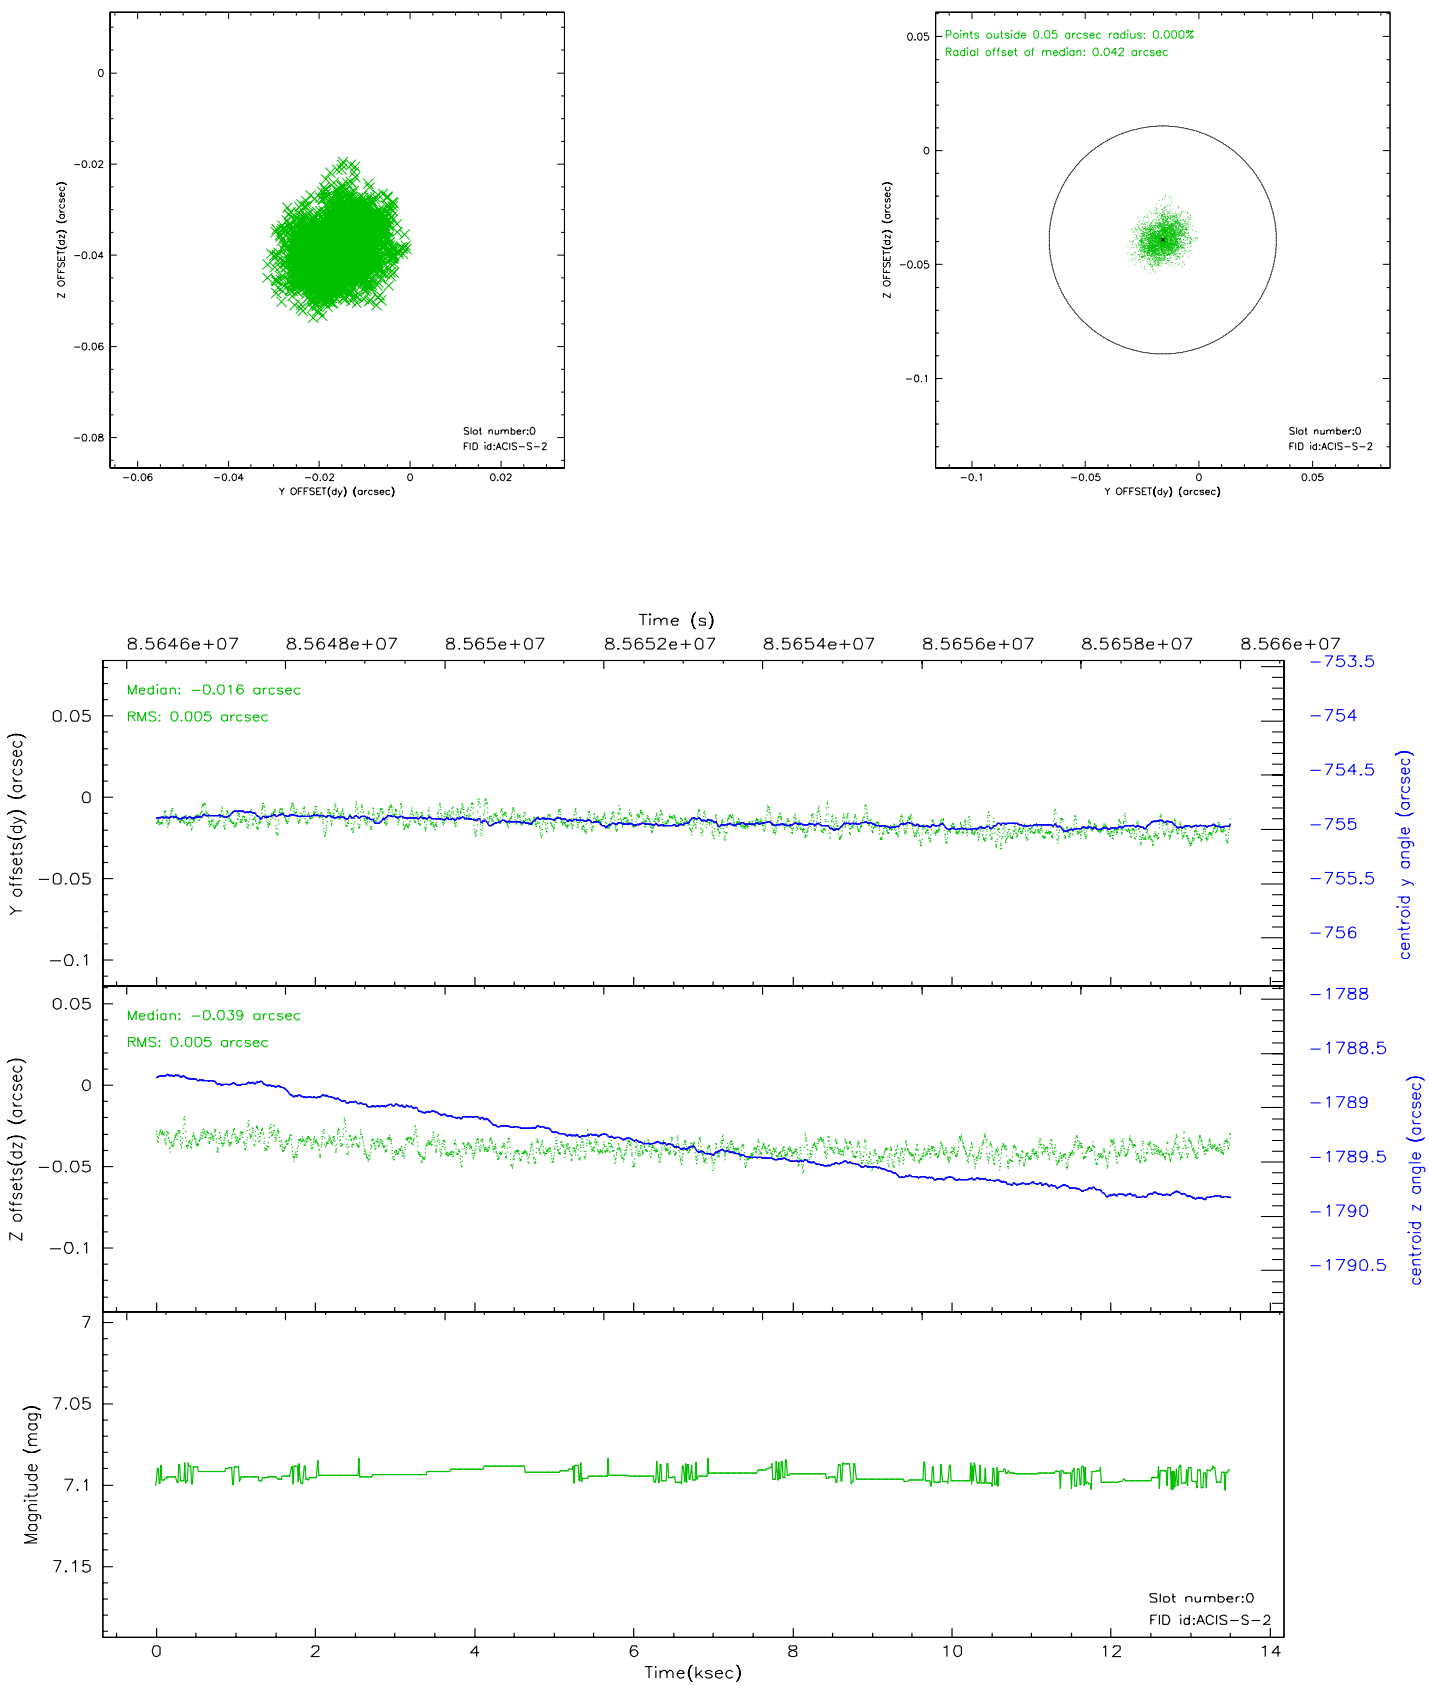 0
-0.02
-0.04
-0.06
-0.08
Z OFFSET(dz) (arcsec)
Slot number:0
FID id:ACIS-S-2
-0.06 -0.04 -0.02 0 0.02
Y OFFSET(dy) (arcsec)
Points outside 0.05 arcsec radius: 0.000%
Radial offset of median: 0.042 arcsec
0.05
0
-0.05
-0.1
Z OFFSET(dz) (arcsec)
Slot number:0
FID id:ACIS-S-2
-0.1 -0.05 0 0.05
Y OFFSET(dy) (arcsec)
Time (s)
8.5646e+07 8.5648e+07 8.565e+07 8.5652e+07 8.5654e+07 8.5656e+07 8.5658e+07 8.566e+07
Median: -0.016 arcsec
RMS: 0.005 arcsec
0.05
0
-0.05
-0.1
Y offsets(dy) (arcsec)
-753.5
-754
-754.5
-755
-755.5
-756
centroid y angle (arcsec)
Median: -0.039 arcsec
RMS: 0.005 arcsec
0.05
0
-0.05
-0.1
Z offsets(dz) (arcsec)
-1788
-1788.5
-1789
-1789.5
-1790
-1790.5
centroid z angle (arcsec)
7
7.05
7.1
7.15
Magnitude (mag)
Slot number:0
FID id:ACIS-S-2
0 2 4 6 8 10 12 14
Time(ksec)